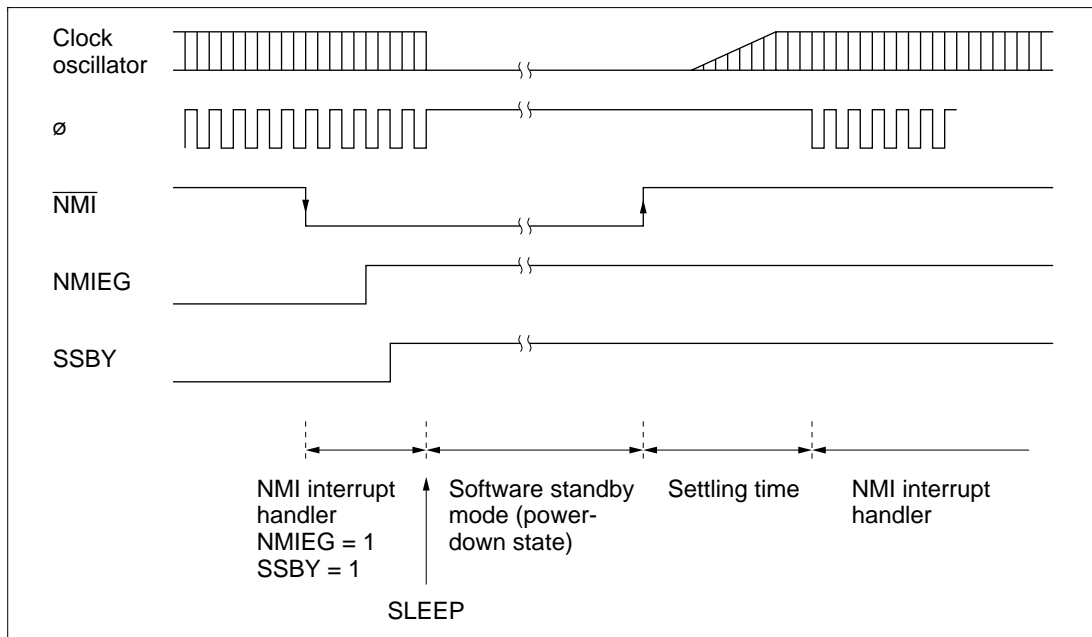 Clock
oscillator
ø
NMI
NMIEG
SSBY
NMI interrupt
handler
NMIEG = 1
SSBY = 1
Software standby
mode (power-
down state)
Settling time
NMI interrupt
handler
SLEEP